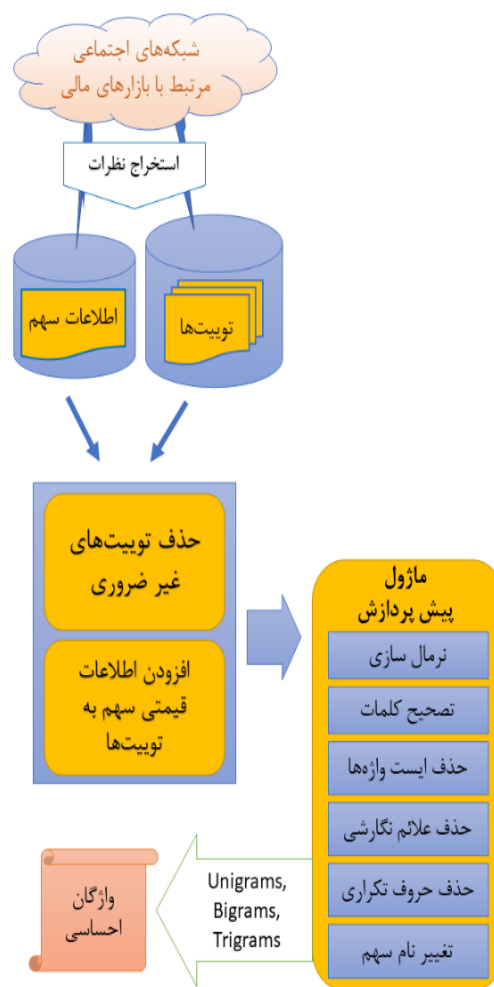 شبکه‌های اجتماعی
مرتبط با بازارهای مالی
استخراج نظرات
اطلاعات سهم
توییت‌ها
حذف توییت‌های
غیر ضروری
افزودن اطلاعات
قیمتی سهم به
توییت‌ها
ماژول
پیش پردازش
نرمال سازی
تصحیح کلمات
حذف ایست واژه‌ها
حذف علائم نگارشی
حذف حروف تکراری
تغییر نام سهم
Unigrams,
Bigrams,
Trigrams
واژگان
احساسی